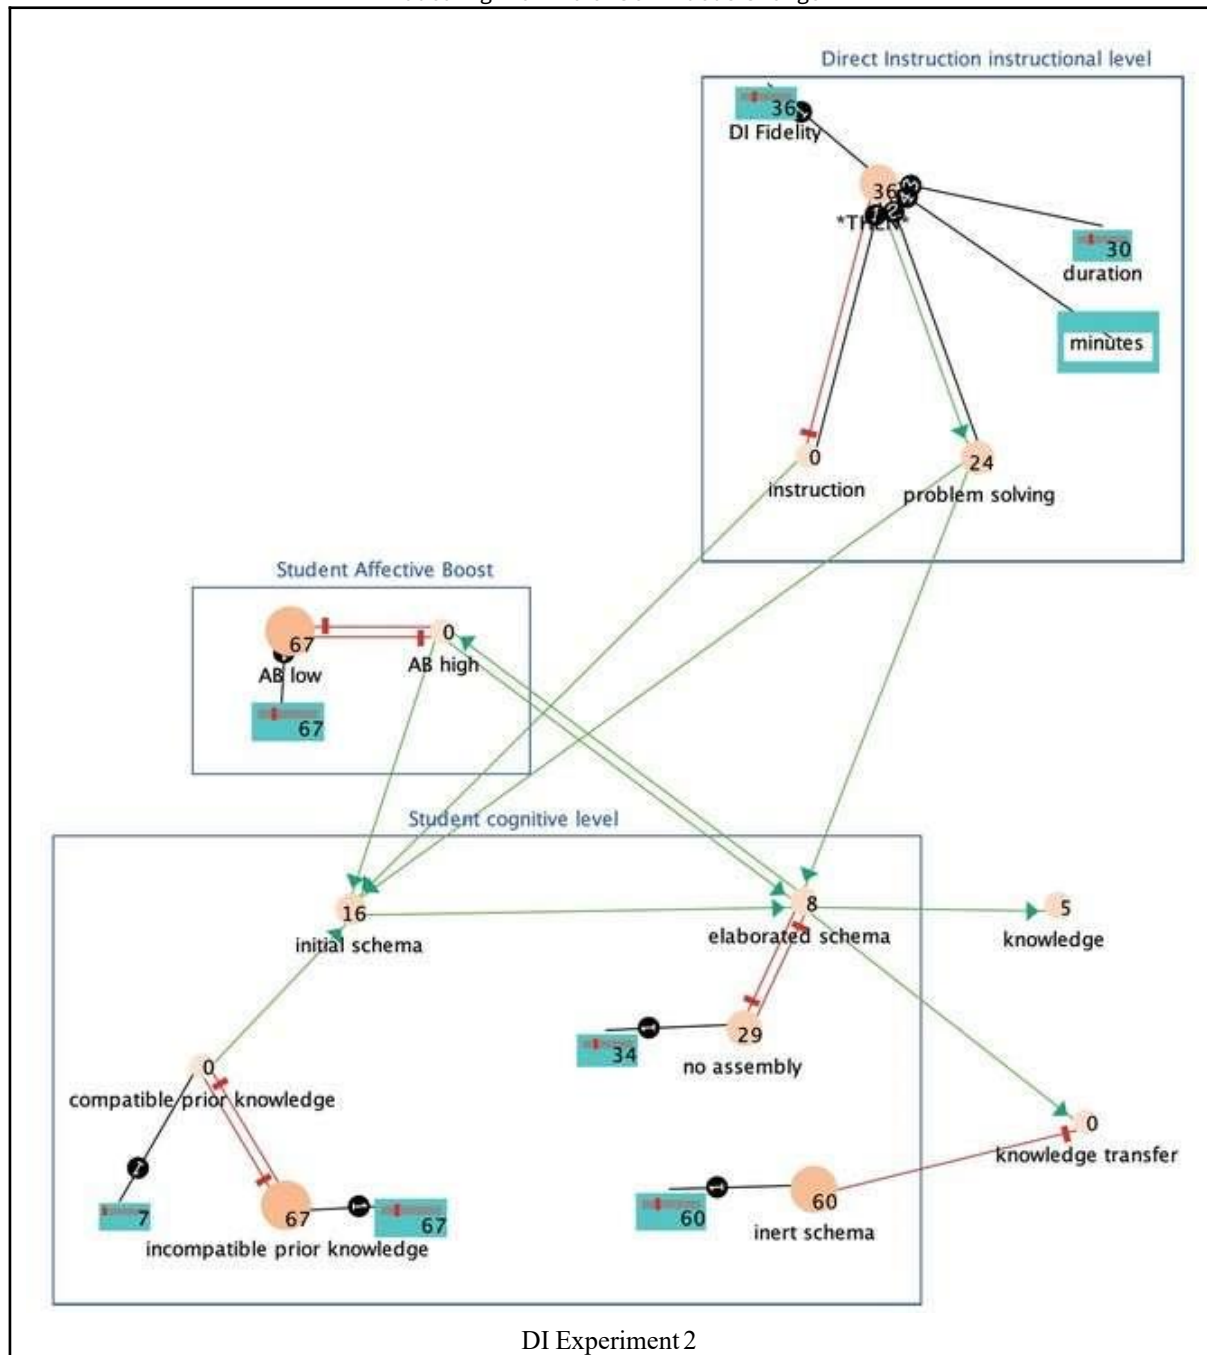 Direct Instruction instructional level
36
DI Fidelity
36
*THEN*
30
duration
minutes
0
instruction
24
problem solving
Student Affective Boost
67
AB low
0
AB high
67
Student cognitive level
16
initial schema
8
elaborated schema
5
knowledge
34
29
no assembly
0
compatible prior knowledge
0
knowledge transfer
7
67
67
incompatible prior knowledge
60
60
inert schema
DI Experiment 2